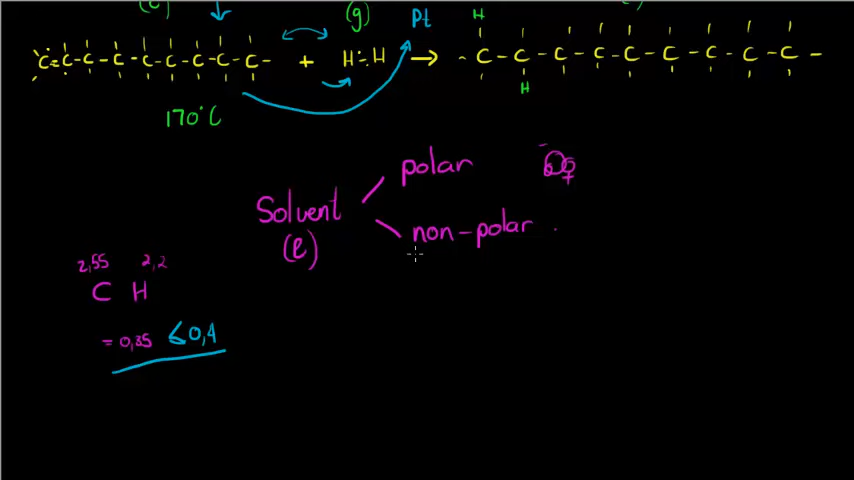 (g) Pt
H
C = C - C - C - C - C - C - C - + H : H → - C - C - C - C - C - C - C - C -
H
170°C
polar
Solvent
(l)
non-polar
2,55 2,2
C H
= 0,35 ≤ 0,4